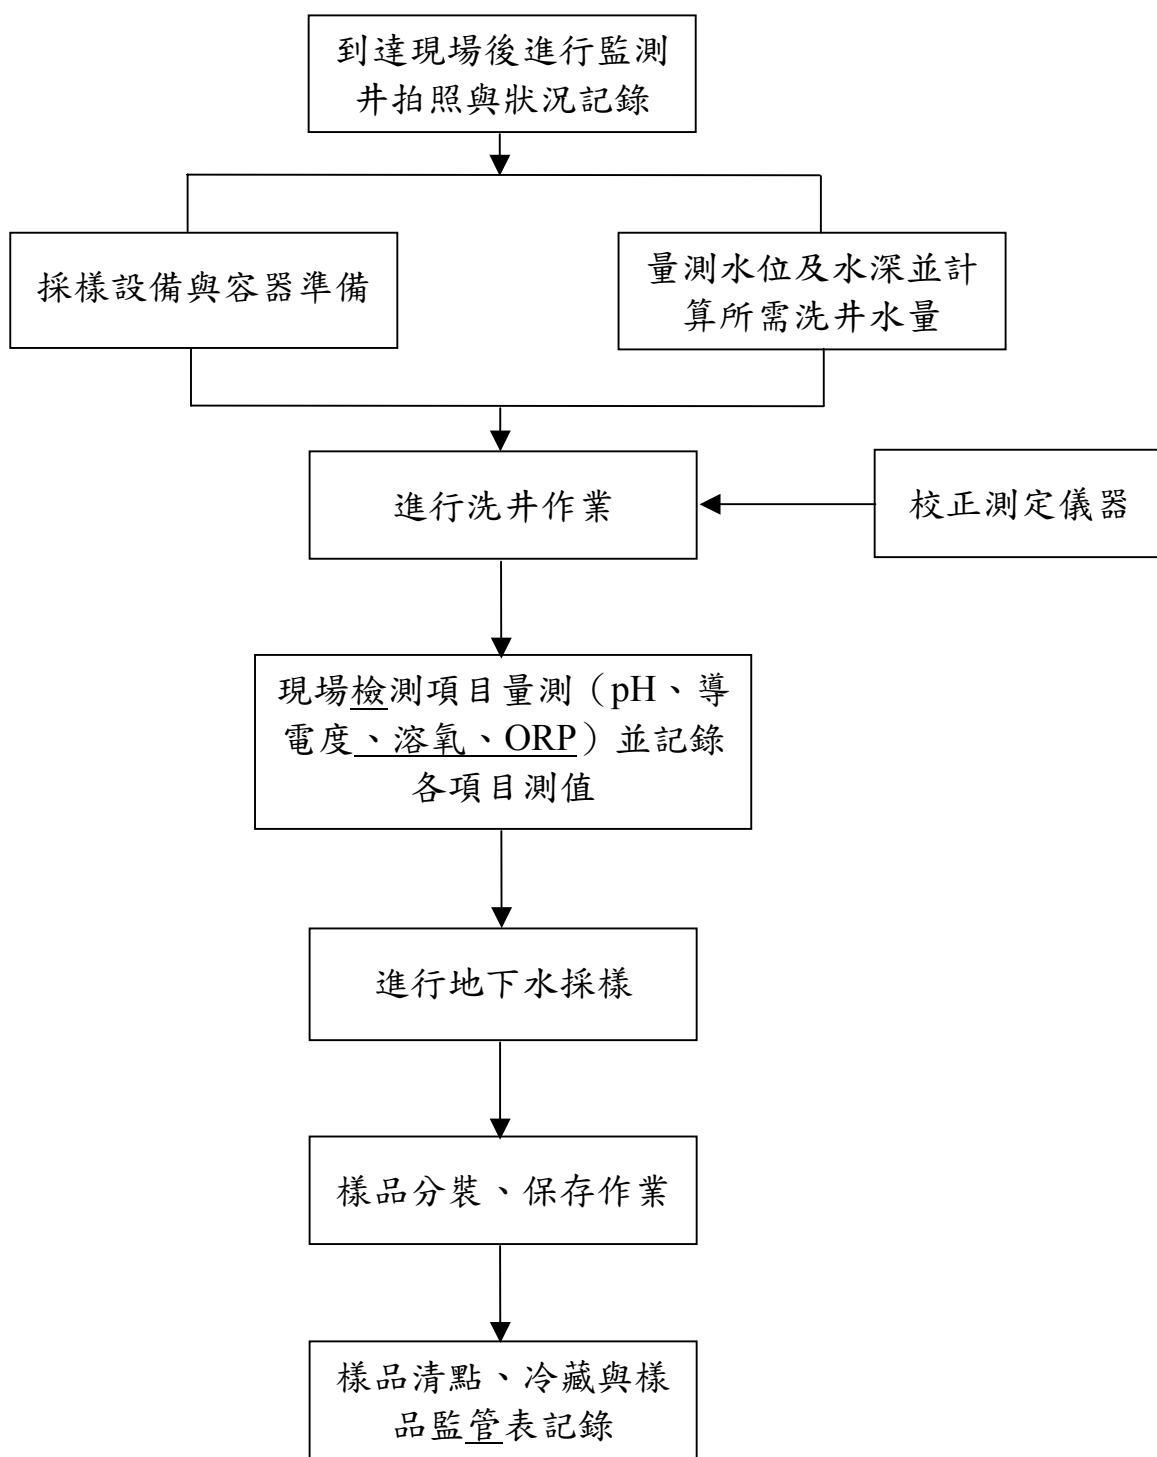 到達現場後進行監測
井拍照與狀況記錄
採樣設備與容器準備
量測水位及水深並計
算所需洗井水量
進行洗井作業
校正測定儀器
現場檢測項目量測（pH、導
電度、溶氧、ORP）並記錄
各項目測值
進行地下水採樣
樣品分裝、保存作業
樣品清點、冷藏與樣
品監管表記錄